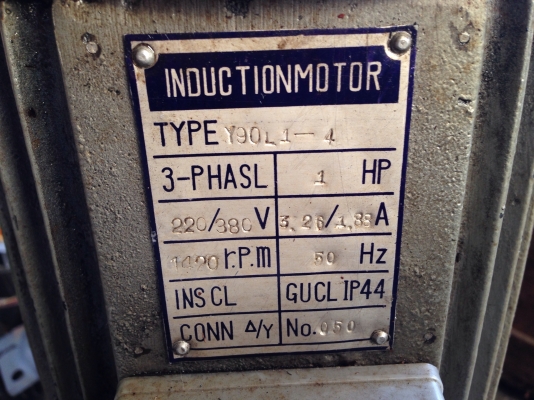 INDUCTIONMOTOR
TYPE Y90L1-4
3-PHASL 1 HP
220/380 V 3.26/1.88 A
1420 r.p.m 50 Hz
INS CL GUCL IP44
CONN Δ/Y No.050